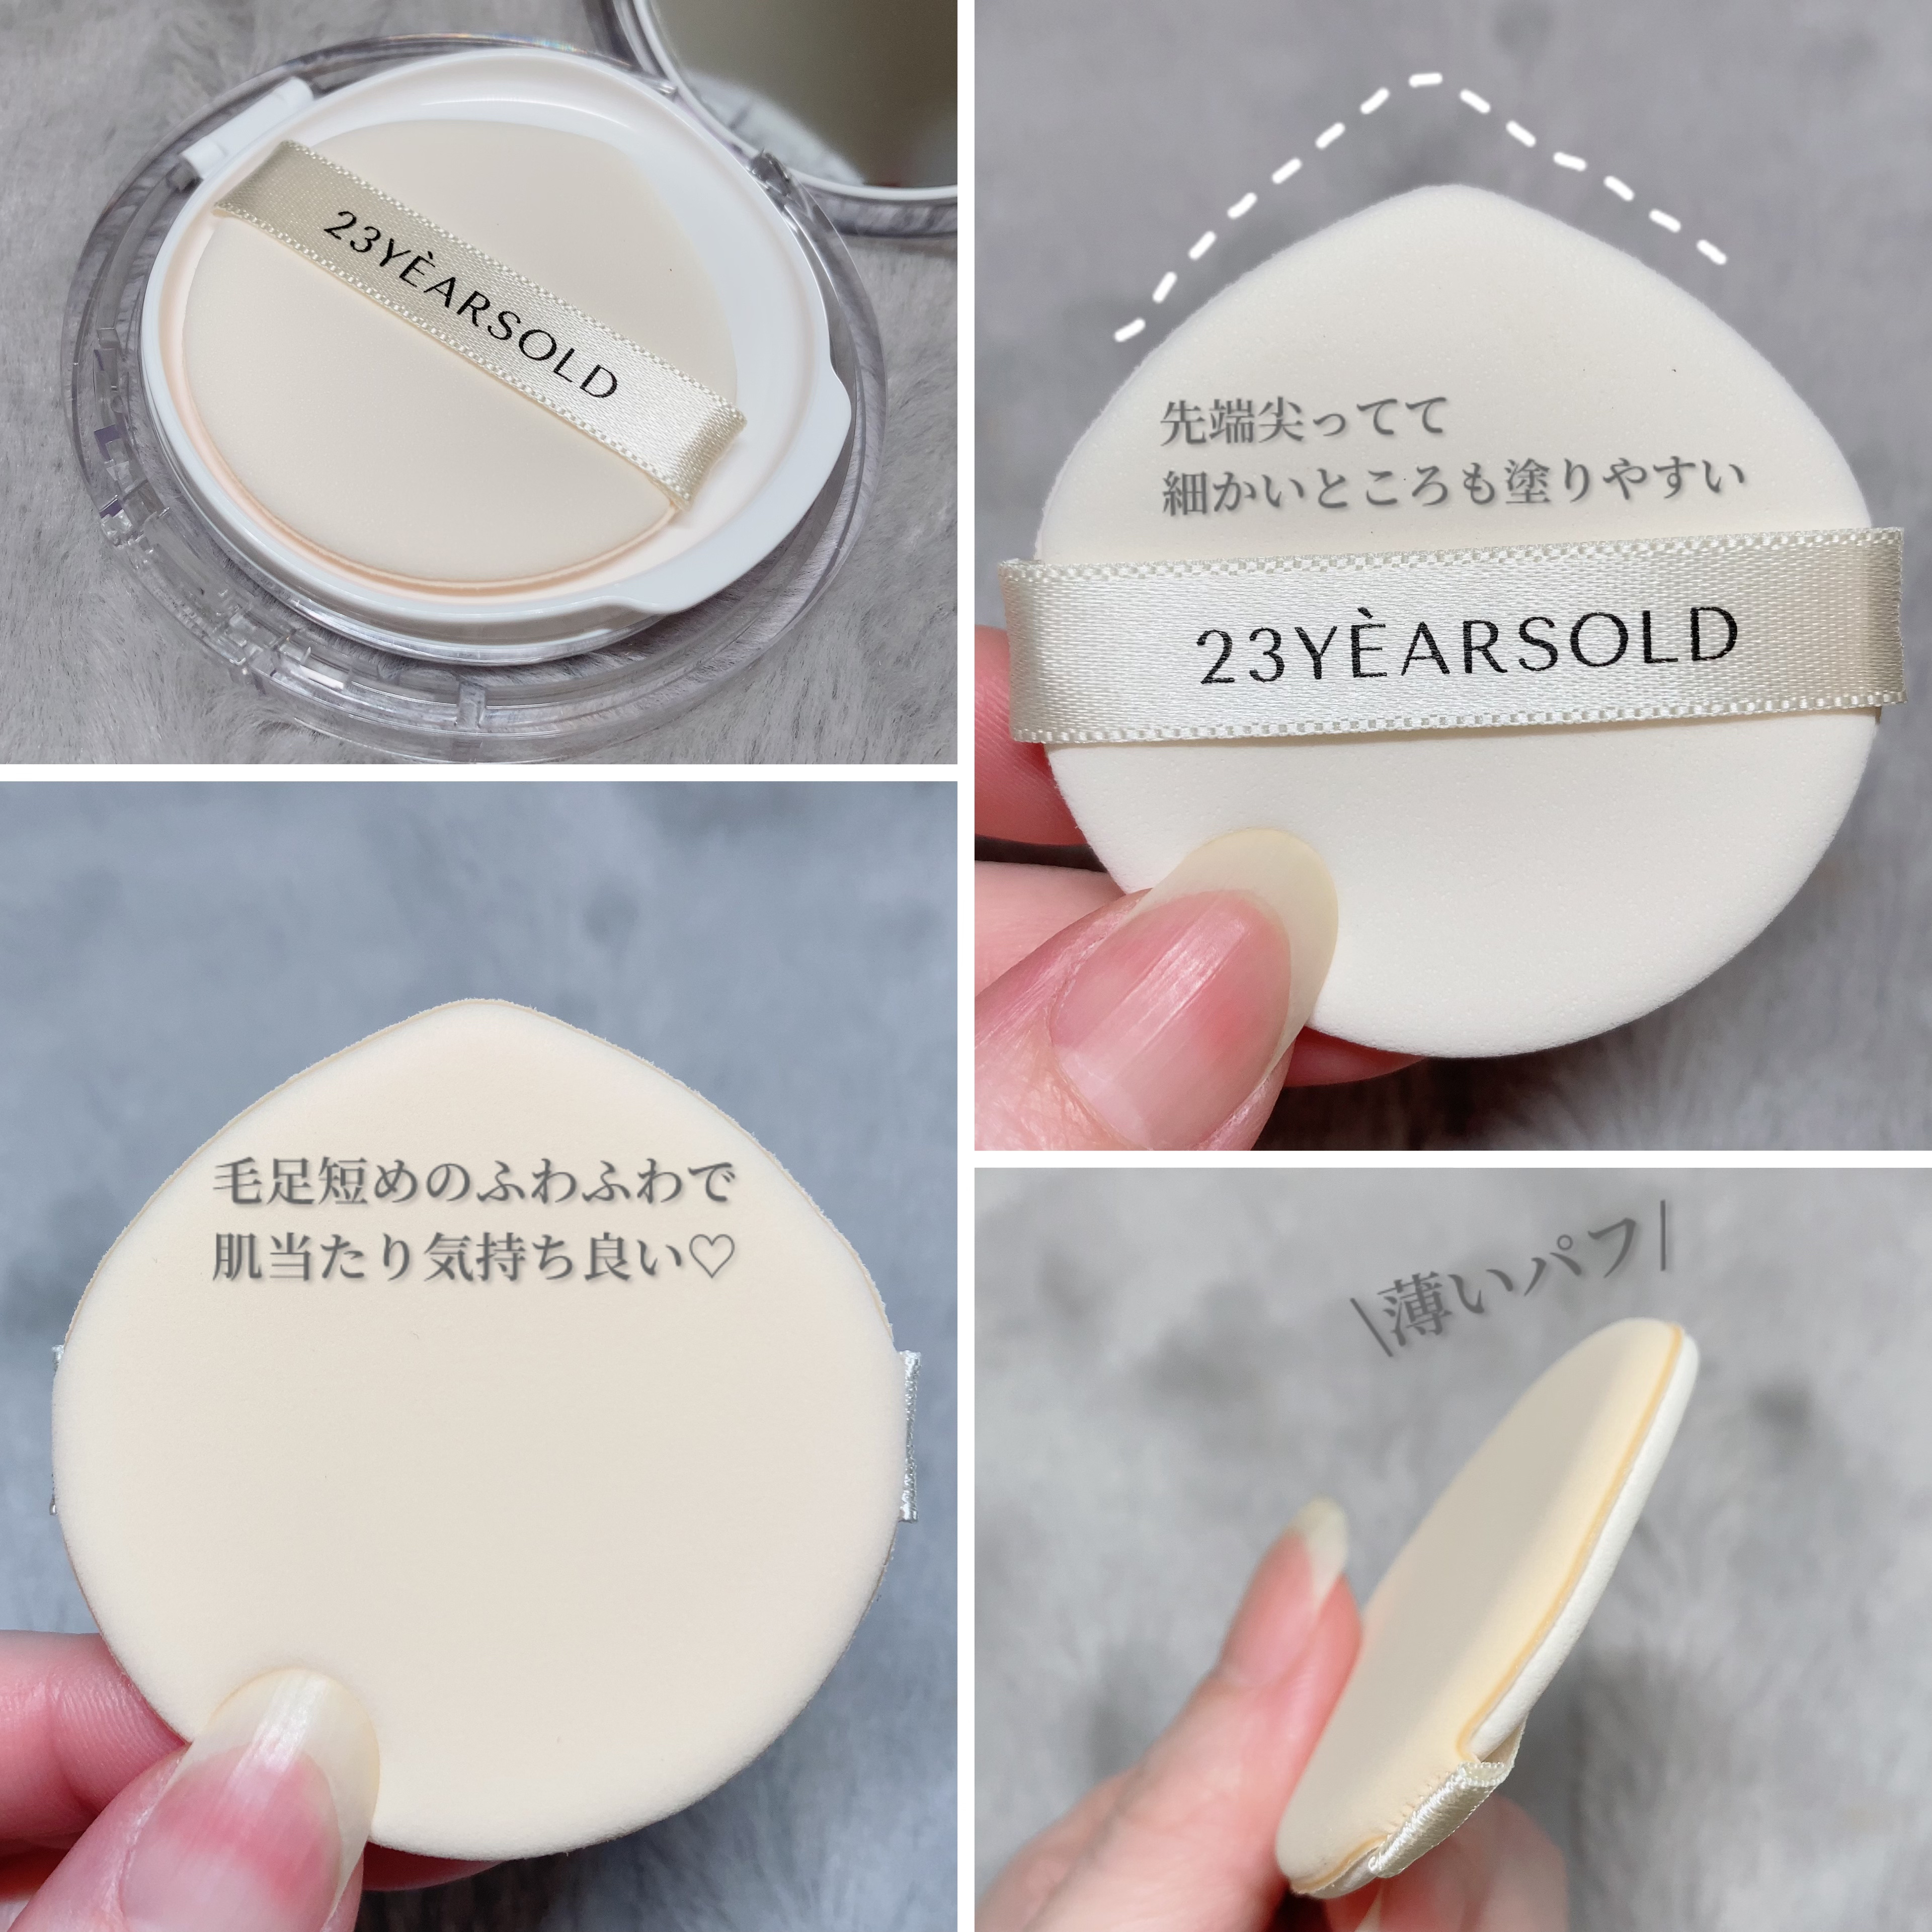 23YÈARSOLD
先端尖ってて
細かいところも塗りやすい
23YÈARSOLD
毛足短めのふわふわで
肌当たり気持ち良い♡
\薄いパフ/